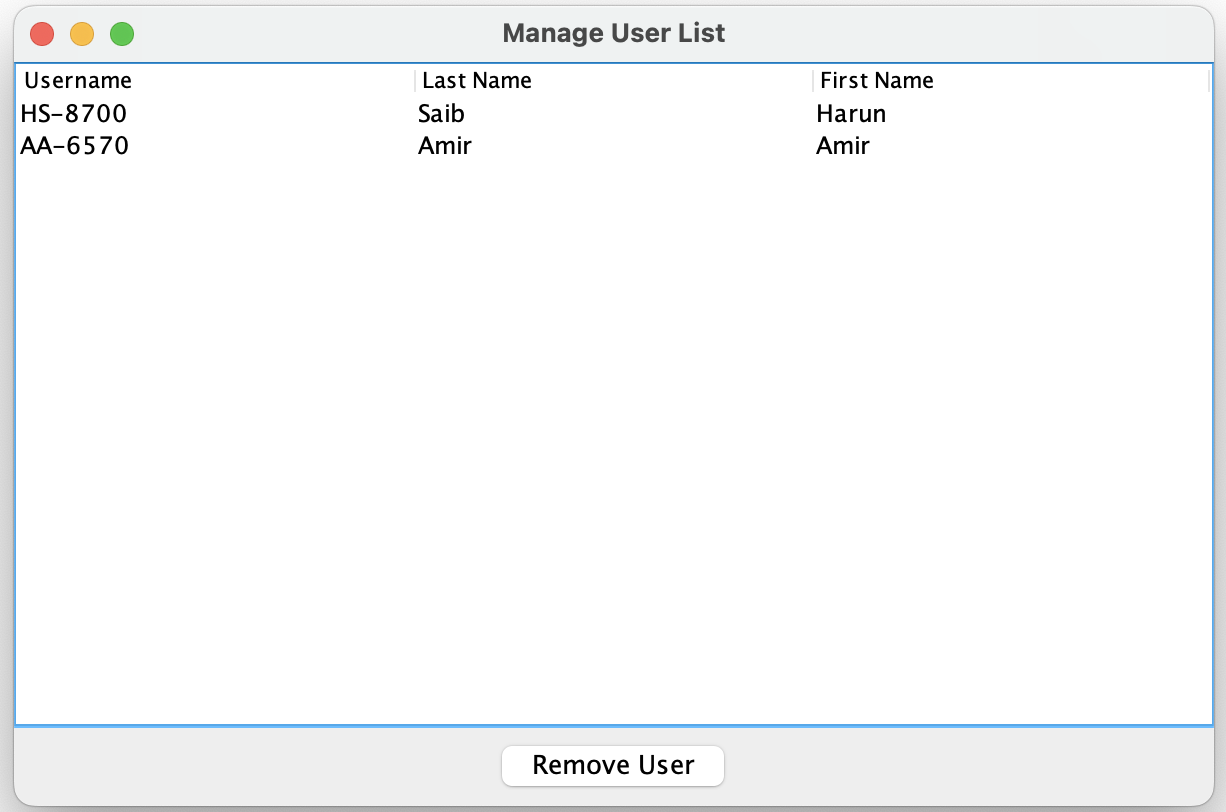 Manage User List
Username Last Name First Name
HS-8700 Saib Harun
AA-6570 Amir Amir
Remove User